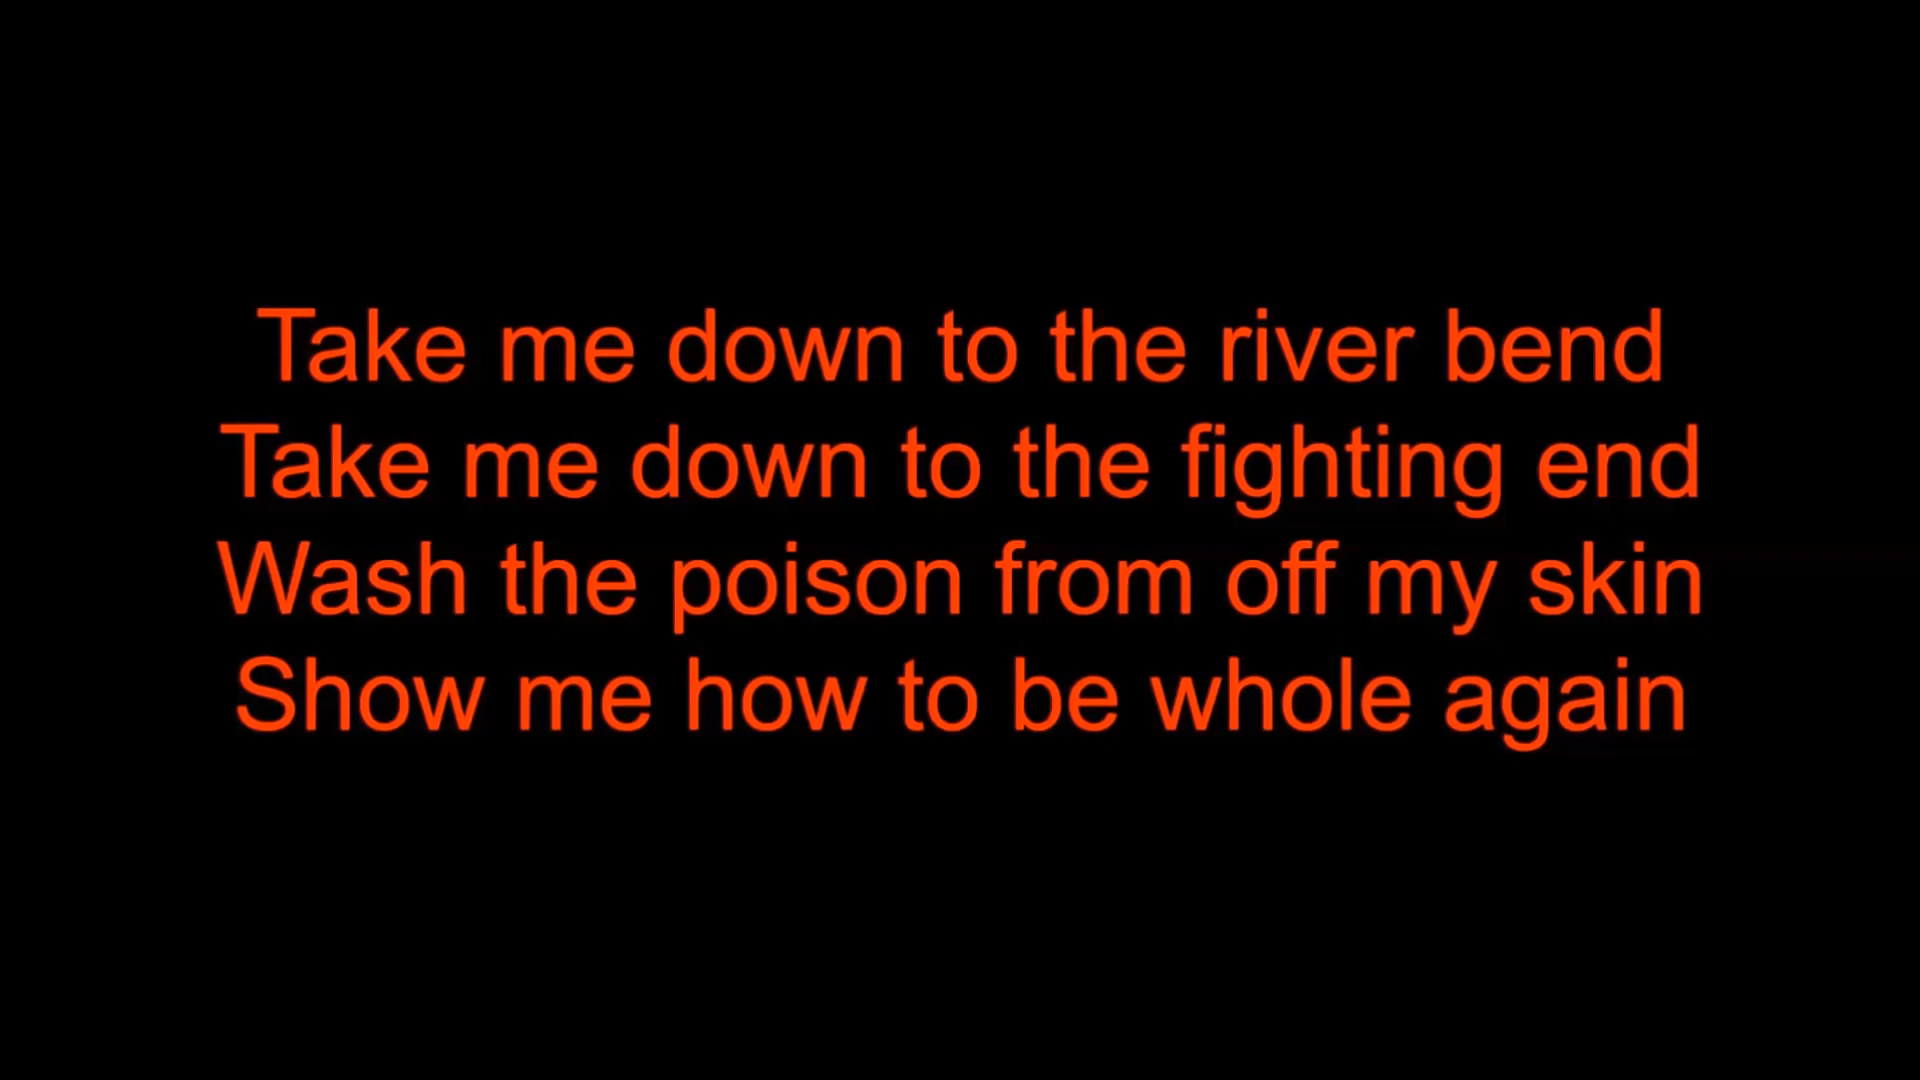 Take me down to the river bend
Take me down to the fighting end
Wash the poison from off my skin
Show me how to be whole again